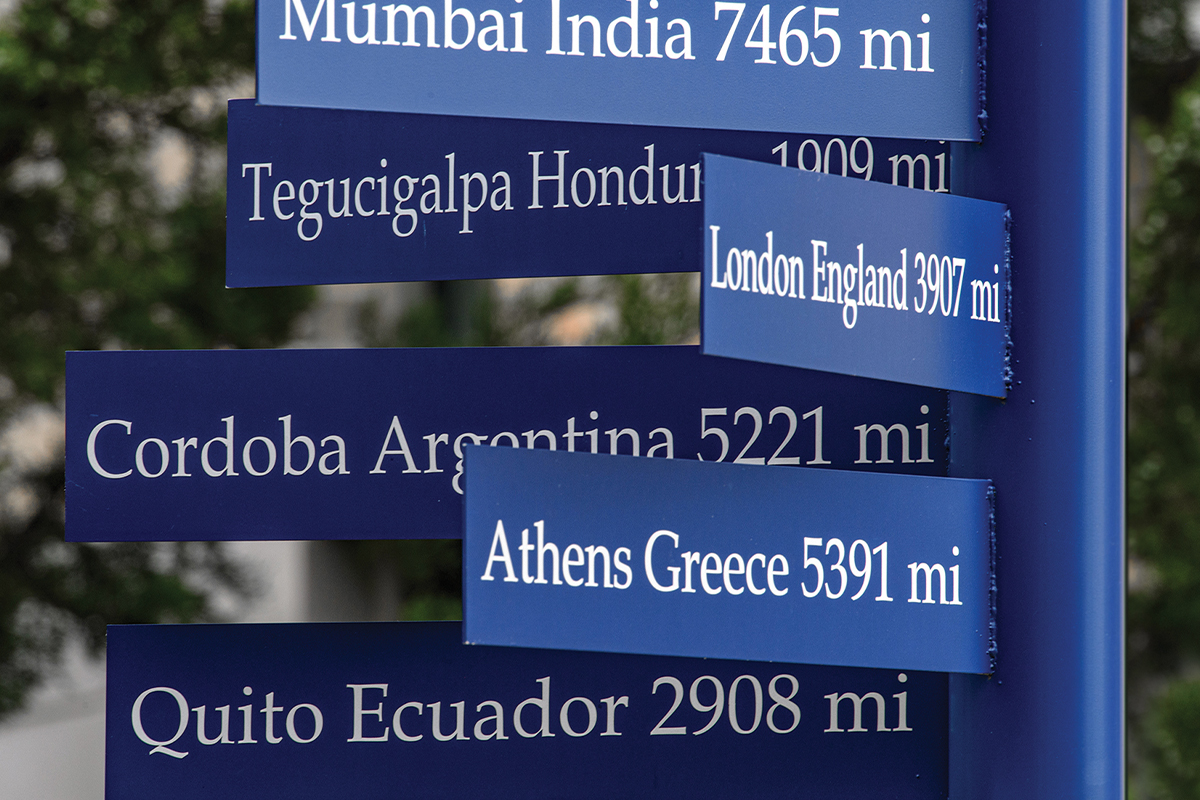 Mumbai India 7465 mi
Tegucigalpa Hondur 1909 mi
London England 3907 mi
Cordoba Argentina 5221 mi
Athens Greece 5391 mi
Quito Ecuador 2908 mi